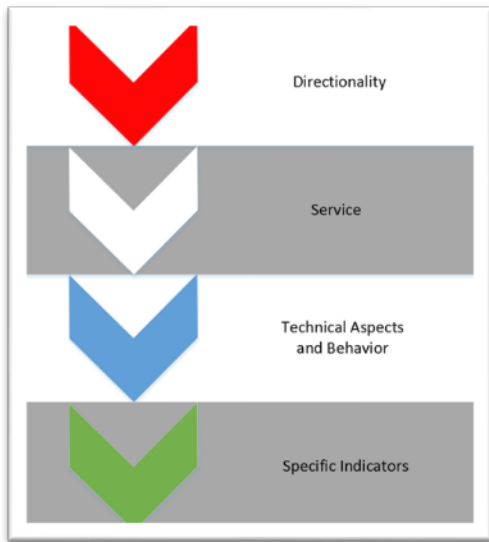 Directionality
Service
Technical Aspects
and Behavior
Specific Indicators